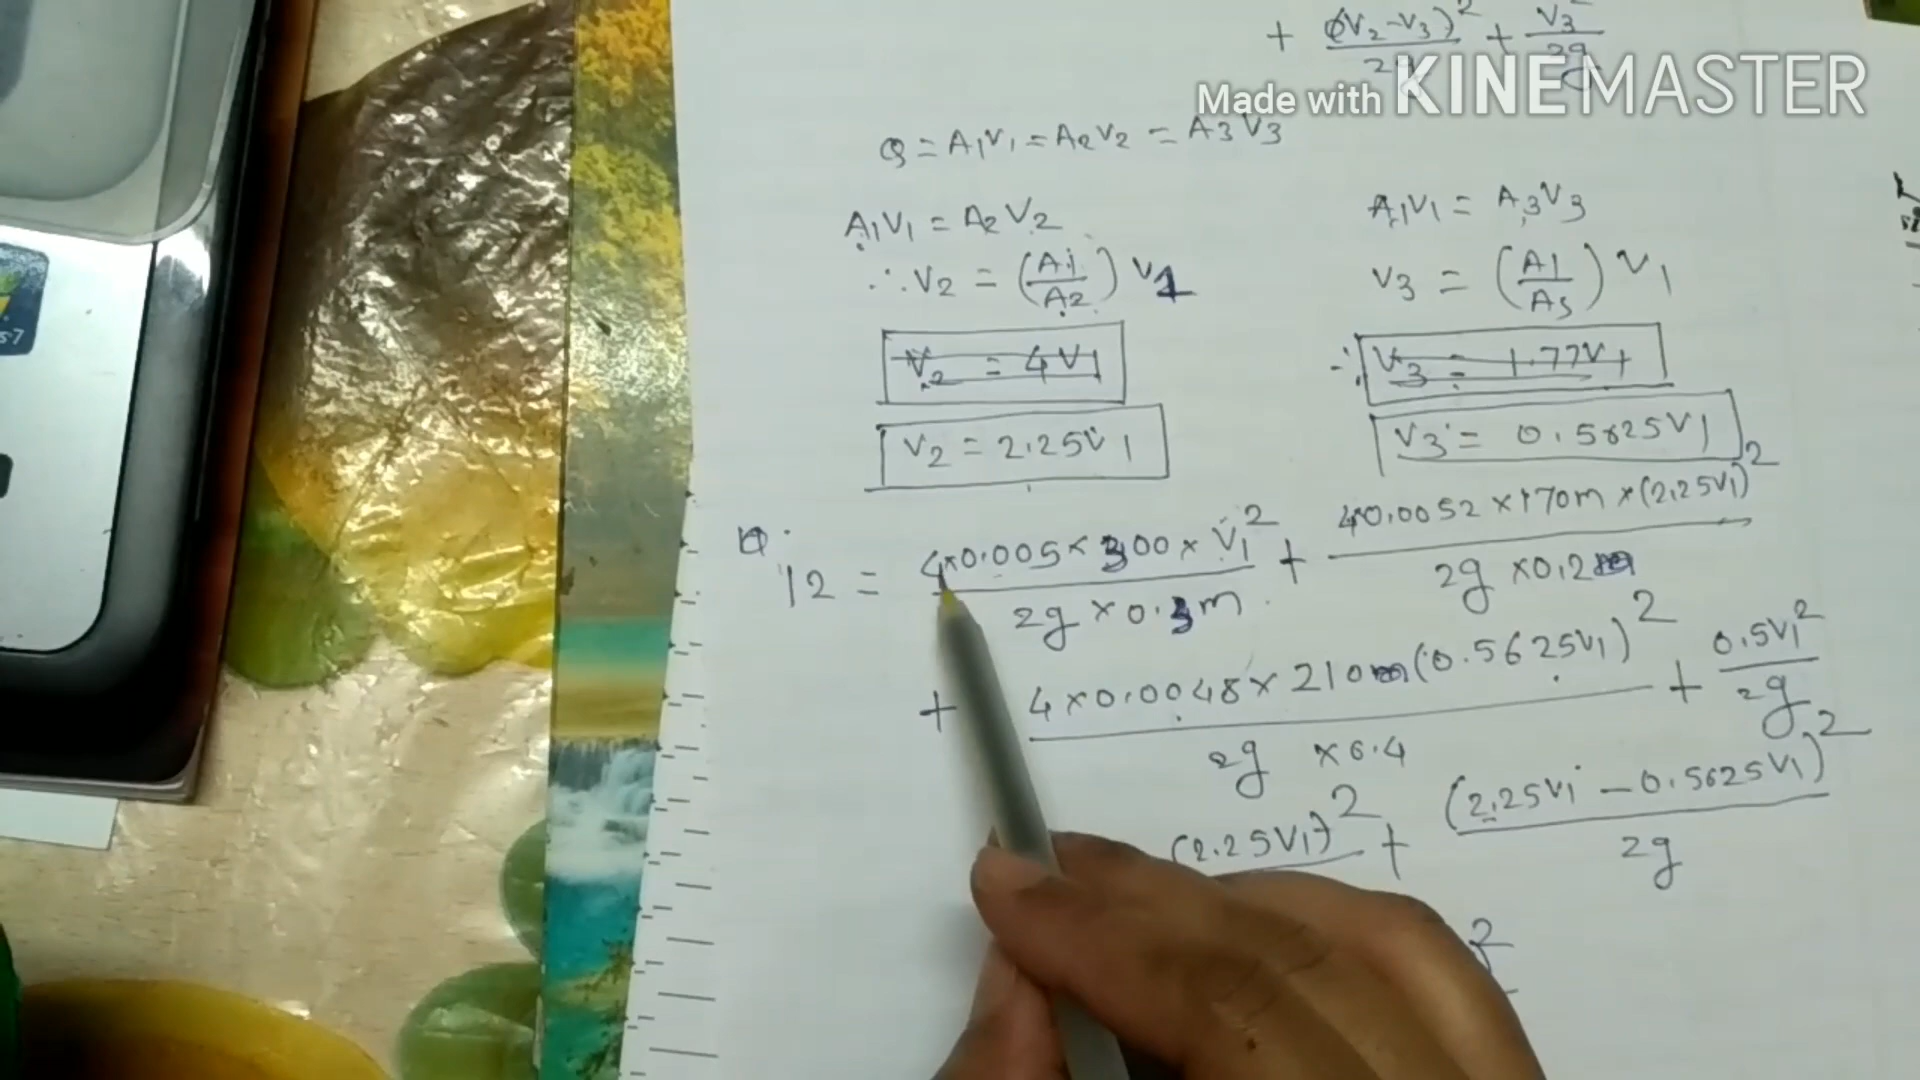 + (V2-V3)² / 2g + V3² / 2g
Made with KINEMASTER
Q = A1V1 = A2V2 = A3V3
A1V1 = A2V2
A1V1 = A3V3
∴ V2 = (A1/A2) V1
V3 = (A1/A3) V1
V2 = 4V1
∴ V3 = 1.77V1
V2 = 2.25V1
V3 = 0.5625V1
12 = 4×0.005×300×V1² / 2g×0.3m + 40.0052×170m×(2.25V1)² / 2g×0.2m
+ 4×0.0048×210m(0.5625V1)² / 2g×0.4 + 0.5V1² / 2g
(2.25V1)² + (2.25V1 - 0.5625V1)² / 2g
2